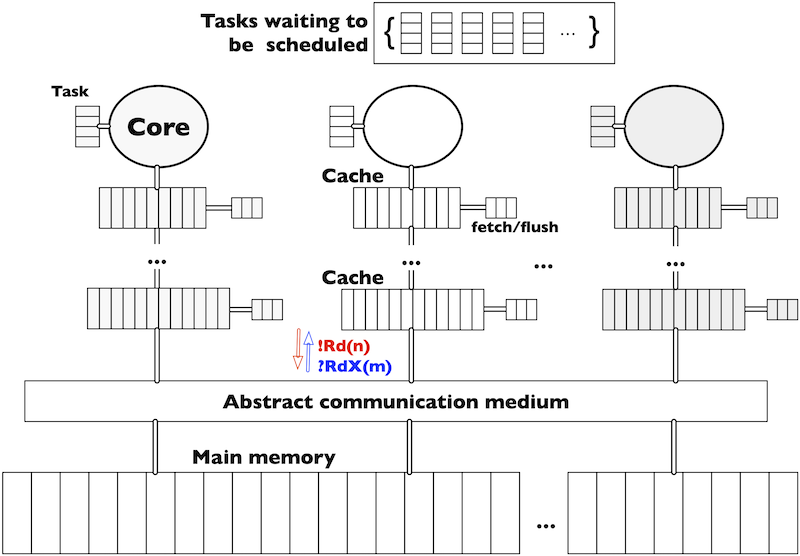 Tasks waiting to
be scheduled
{ ... }
Task
Core
Cache
fetch/flush
...
...
...
...
Cache
!Rd(n)
?RdX(m)
Abstract communication medium
Main memory
...